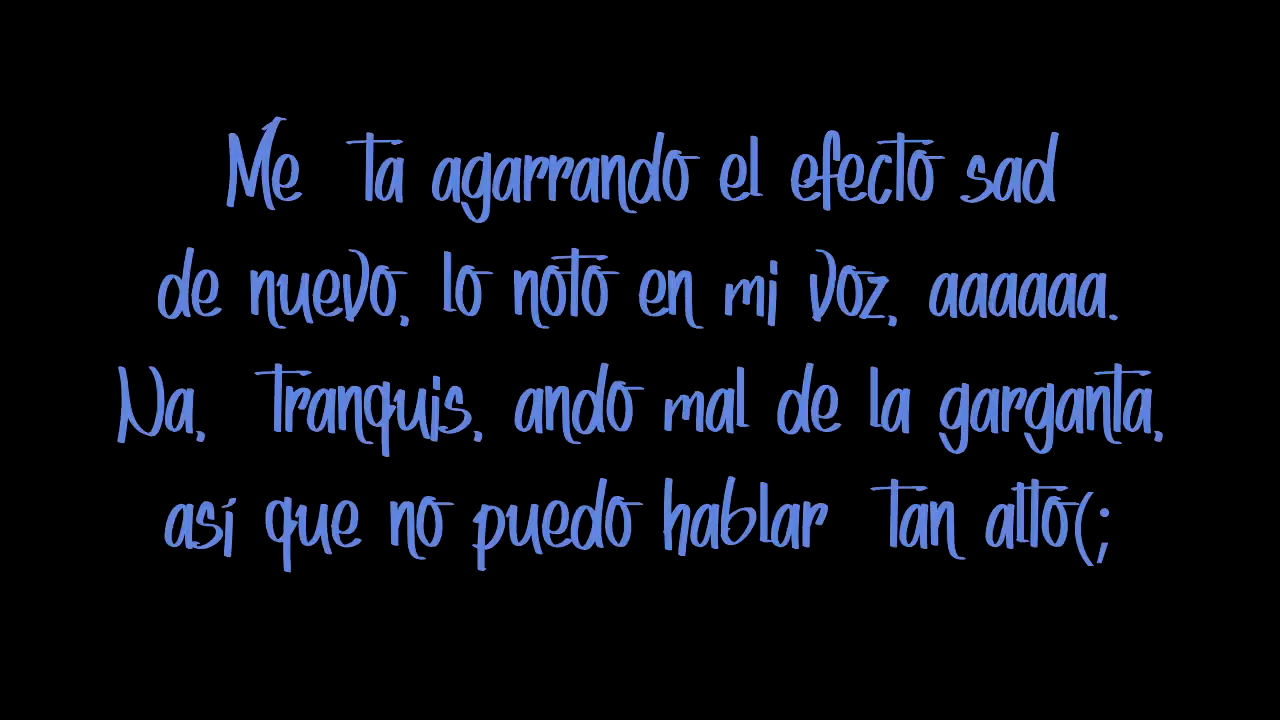 Me ta agarrando el efecto sad
de nuevo, lo noto en mi voz, aaaaaa.
Na, tranquis, ando mal de la garganta,
así que no puedo hablar tan alto(;